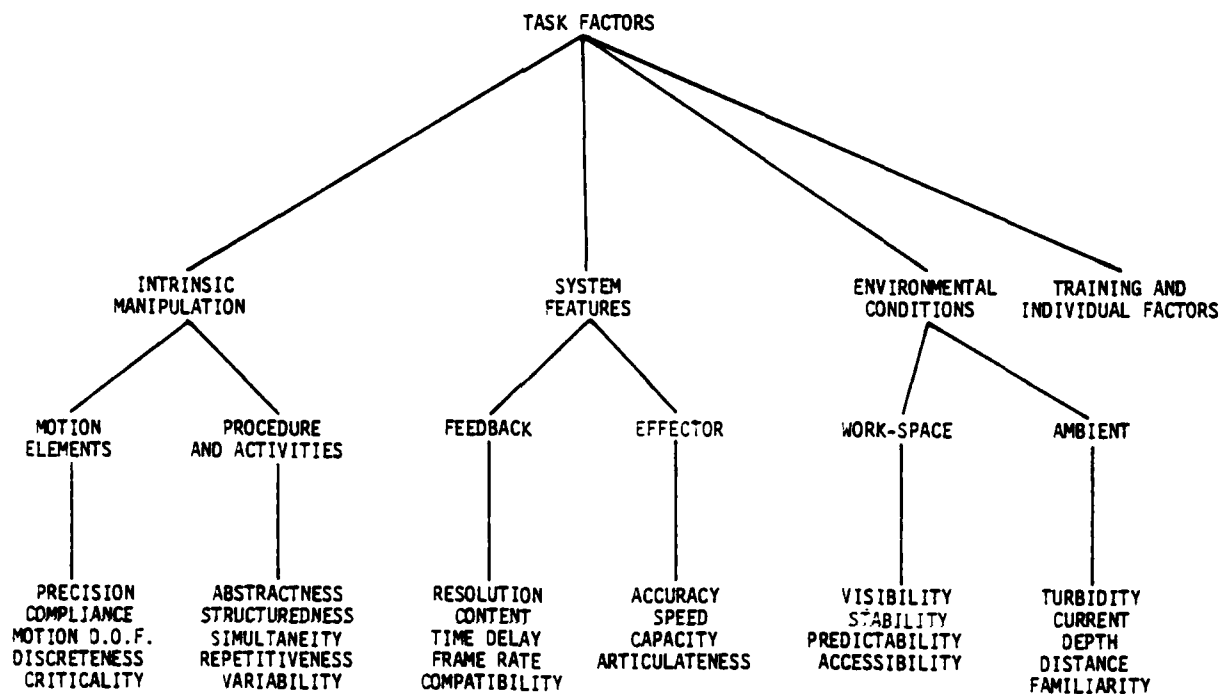 TASK FACTORS
INTRINSIC
MANIPULATION
SYSTEM
FEATURES
ENVIRONMENTAL
CONDITIONS
TRAINING AND
INDIVIDUAL FACTORS
MOTION
ELEMENTS
PROCEDURE
AND ACTIVITIES
FEEDBACK
EFFECTOR
WORK-SPACE
AMBIENT
PRECISION
COMPLIANCE
MOTION D.O.F.
DISCRETENESS
CRITICALITY
ABSTRACTNESS
STRUCTUREDNESS
SIMULTANEITY
REPETITIVENESS
VARIABILITY
RESOLUTION
CONTENT
TIME DELAY
FRAME RATE
COMPATIBILITY
ACCURACY
SPEED
CAPACITY
ARTICULATENESS
VISIBILITY
STABILITY
PREDICTABILITY
ACCESSIBILITY
TURBIDITY
CURRENT
DEPTH
DISTANCE
FAMILIARITY